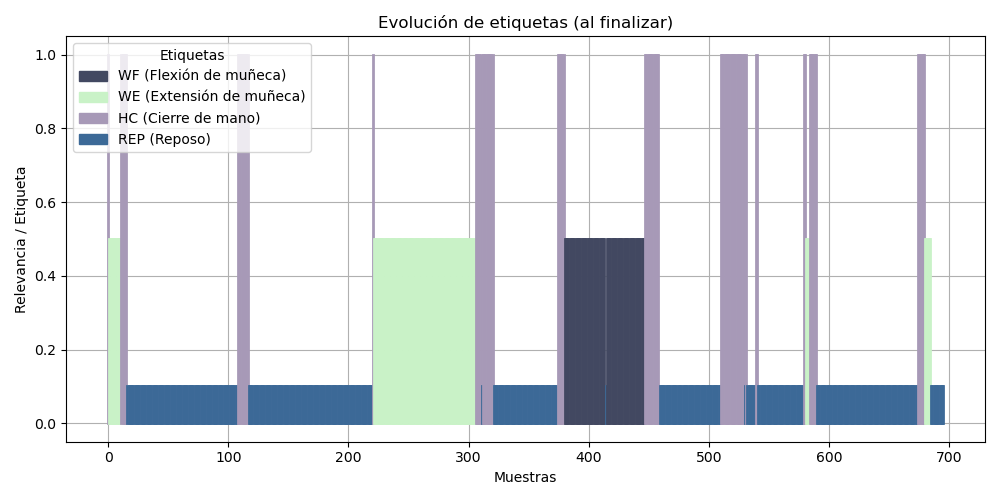 Evolución de etiquetas (al finalizar)
Relevancia / Etiqueta
1.0
0.8
0.6
0.4
0.2
0.0
Etiquetas
WF (Flexión de muñeca)
WE (Extensión de muñeca)
HC (Cierre de mano)
REP (Reposo)
0 100 200 300 400 500 600 700
Muestras